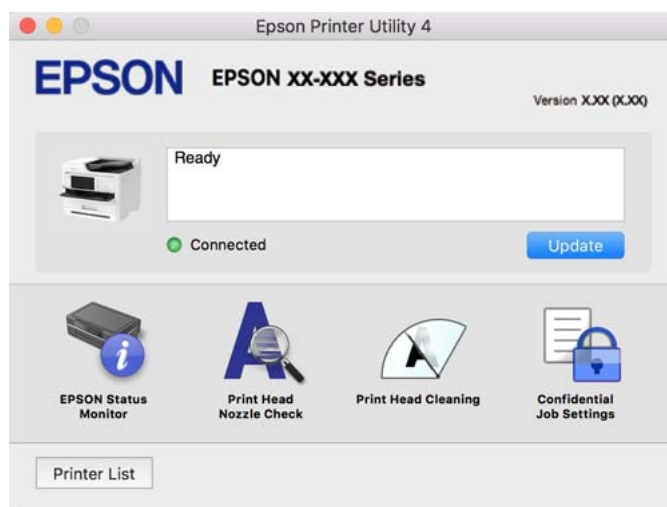 Epson Printer Utility 4
EPSON
EPSON XX-XXX Series
Version X.XX (X.XX)
Ready
Connected
Update
EPSON Status
Monitor
Print Head
Nozzle Check
Print Head Cleaning
Confidential
Job Settings
Printer List